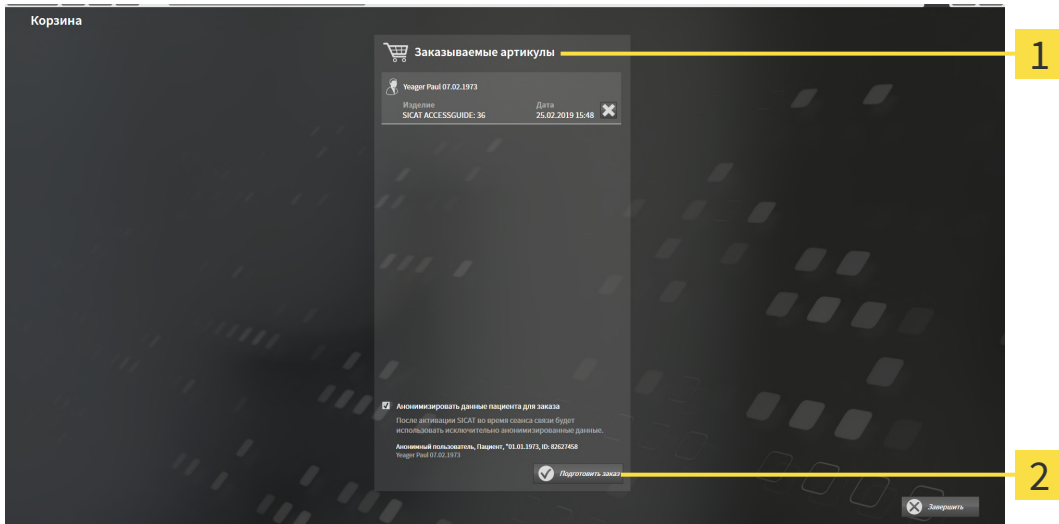 Корзина
Заказываемые артикулы
1
Yeager Paul 07.02.1973
Изделие Дата
SICAT ACCESSGUIDE: 36 25.02.2019 15:48
Анонимизировать данные пациента для заказа
После активации SICAT во время сеанса связи будет
использовать исключительно анонимизированные данные.
Анонимный пользователь, Пациент, *01.01.1973, ID: 82627458
Yeager Paul 07.02.1973
Подготовить заказ
2
Завершить